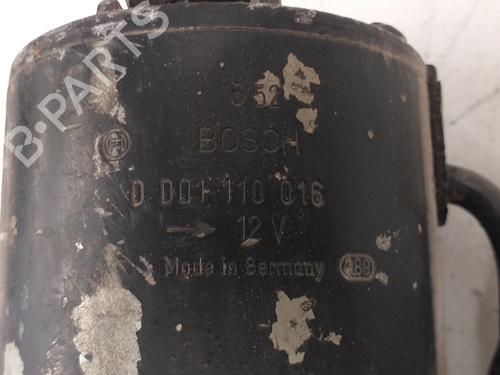 B-PARTS
652
BOSCH
0 001 110 016
→ 12 V
Made in Germany